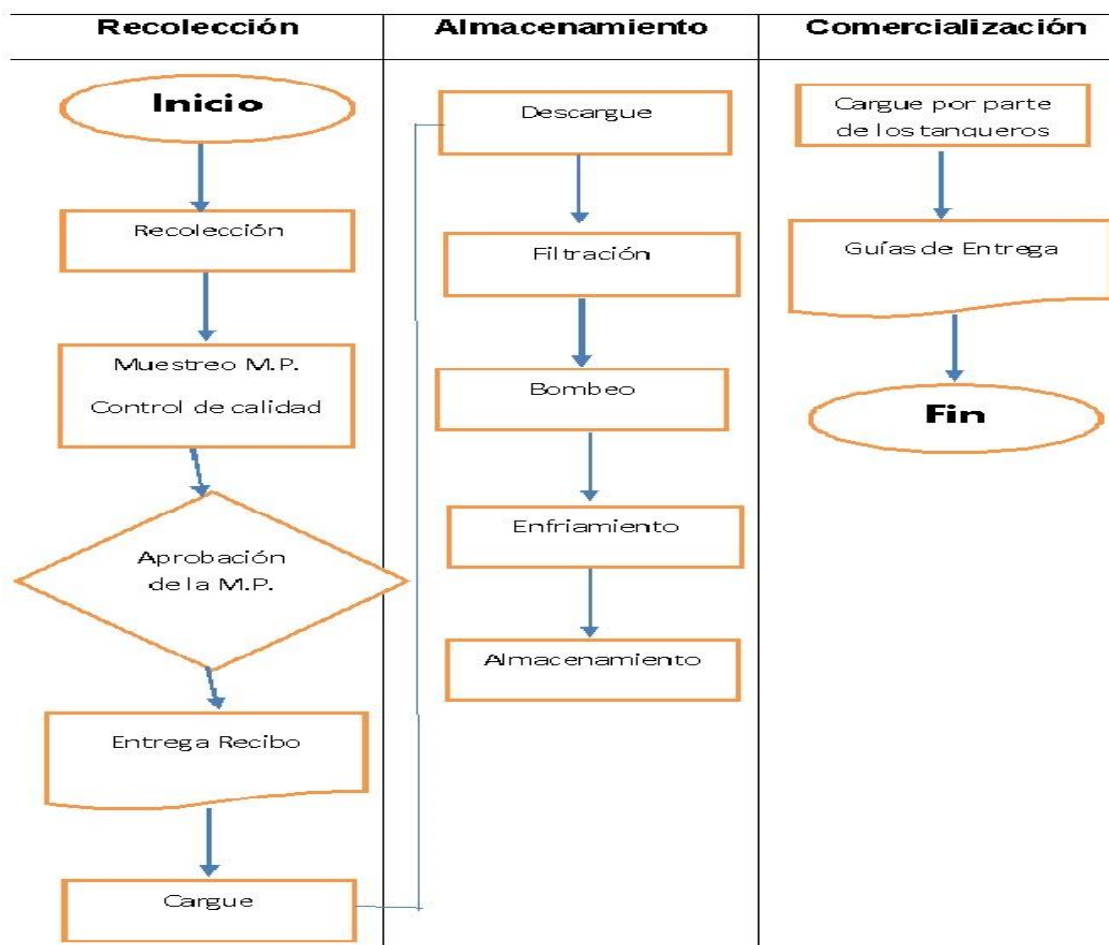 Recolección
Almacenamiento
Comercialización
Inicio
Recolección
Muestreo M.P.
Control de calidad
Aprobación
de la M.P.
Entrega Recibo
Cargue
Descargue
Filtración
Bombeo
Enfriamiento
Almacenamiento
Cargue por parte
de los tanqueros
Guías de Entrega
Fin